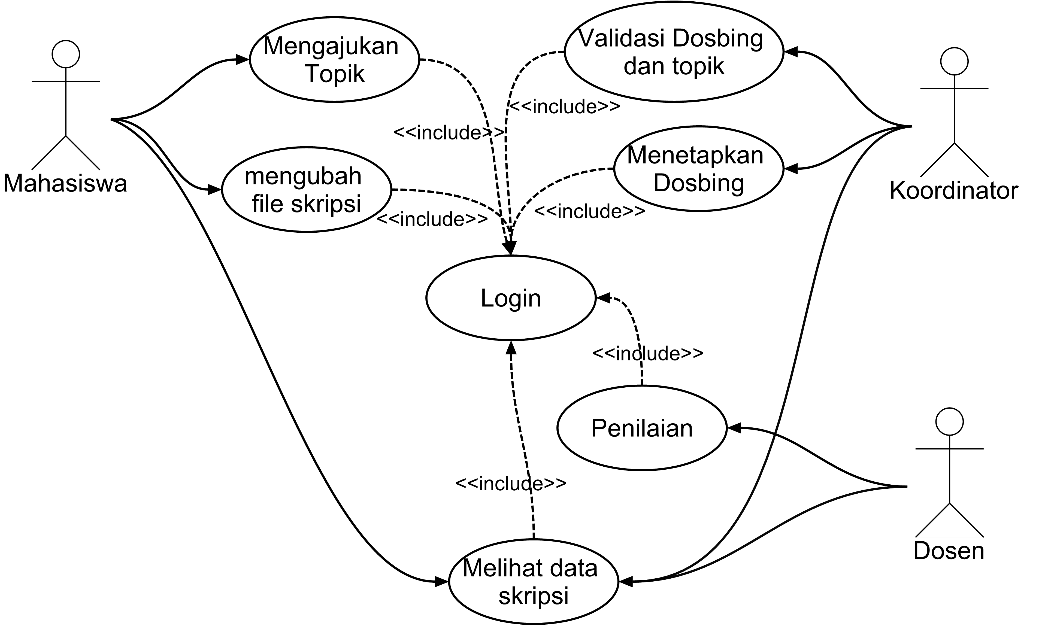 Mengajukan
Topik
Validasi Dosbing
dan topik
<<include>>
<<include>>
Mahasiswa
mengubah
file skripsi
Menetapkan
Dosbing
Koordinator
<<include>>
<<include>>
Login
<<include>>
Penilaian
<<include>>
Dosen
Melihat data
skripsi